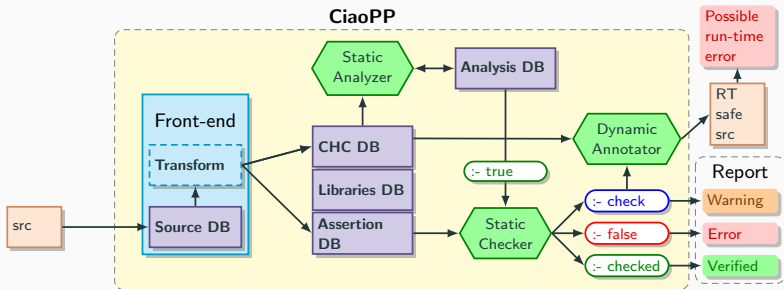 CiaoPP
Possible
run-time
error
Static
Analyzer
Analysis DB
RT
safe
src
Front-end
Transform
CHC DB
Dynamic
Annotator
:- true
Report
Libraries DB
:- check
Warning
src
Source DB
Assertion
DB
Static
Checker
:- false
Error
:- checked
Verified